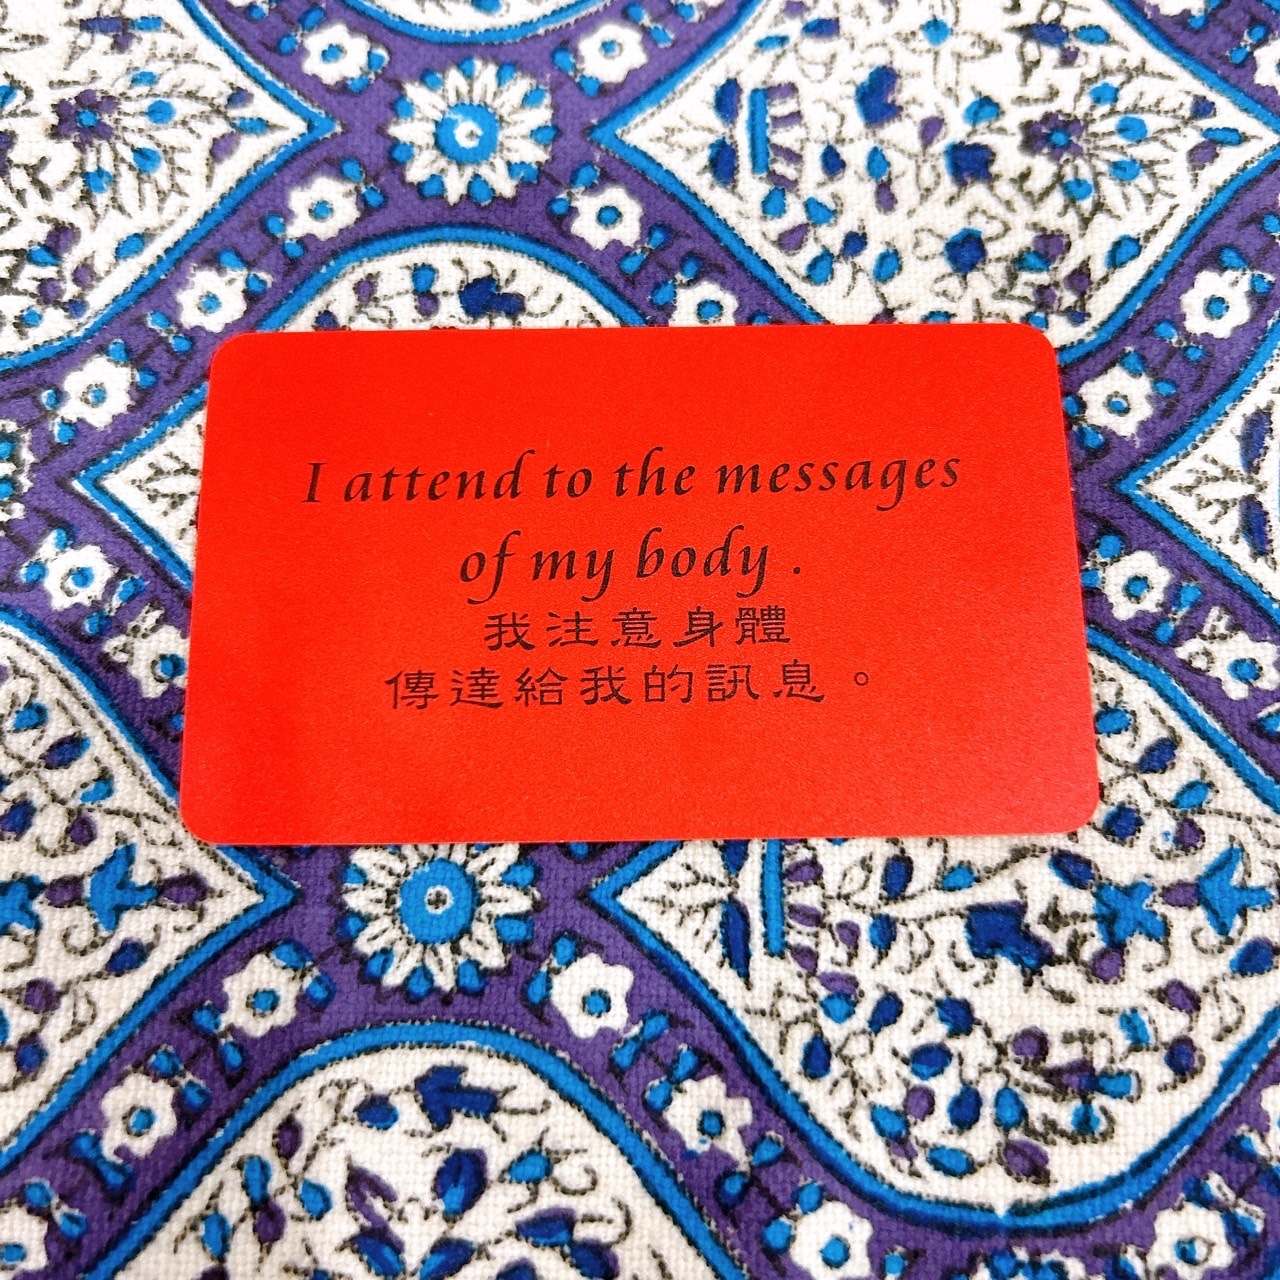 I attend to the messages
of my body .
我注意身體
傳達給我的訊息。